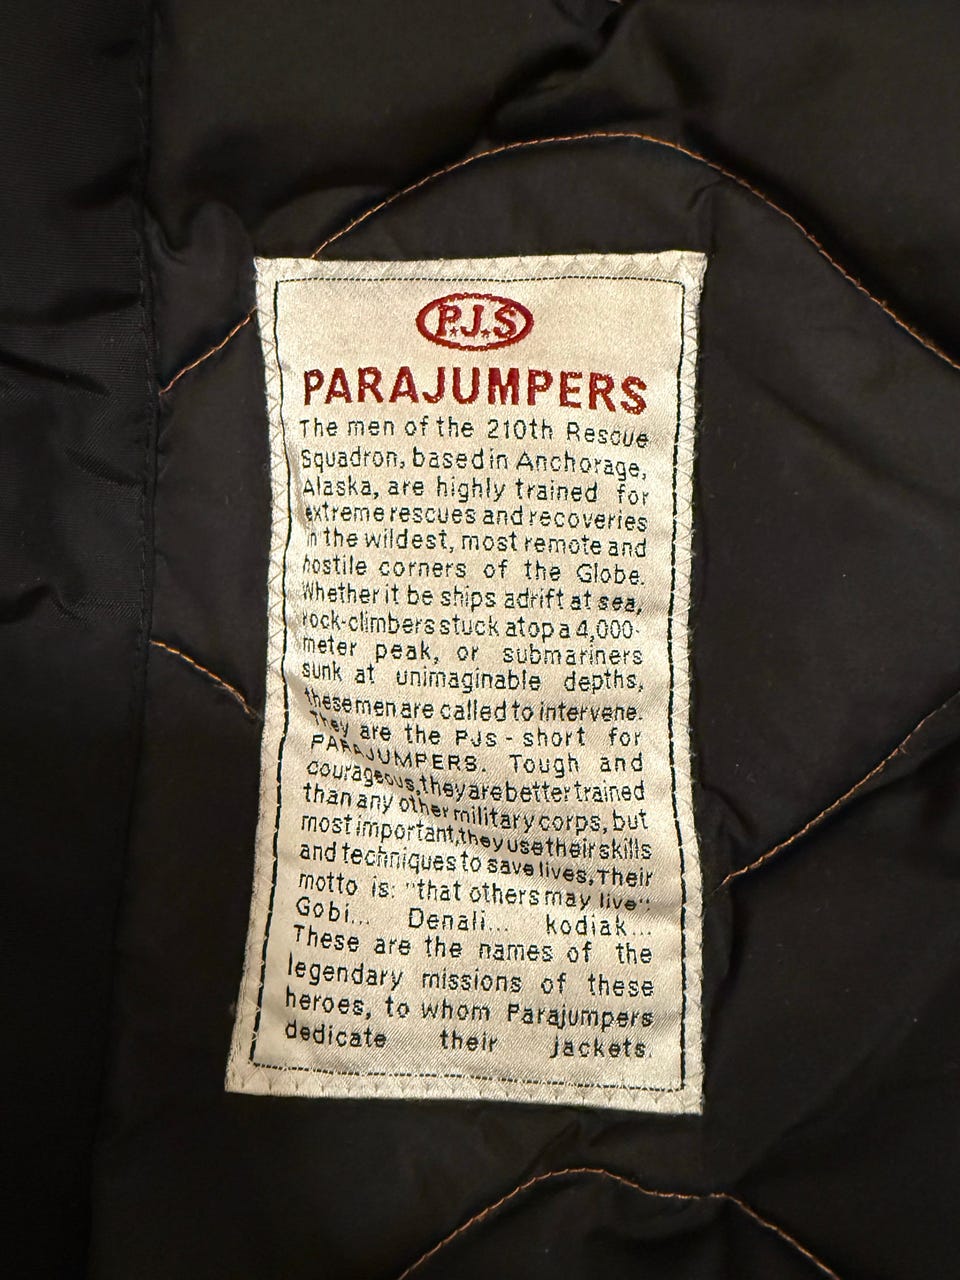 P.J.S
PARAJUMPERS
The men of the 210th Rescue
Squadron, based in Anchorage,
Alaska, are highly trained for
extreme rescues and recoveries
in the wildest, most remote and
hostile corners of the Globe.
Whether it be ships adrift at sea,
rock-climbers stuck atop a 4,000-
meter peak, or submariners
sunk at unimaginable depths,
these men are called to intervene.
They are the PJs - short for
PARAJUMPERS. Tough and
courageous, they are better trained
than any other military corps, but
most important, they use their skills
and techniques to save lives, Their
motto is: "that others may live".
Gobi... Denali... kodiak...
These are the names of the
legendary missions of these
heroes, to whom Parajumpers
dedicate their jackets.